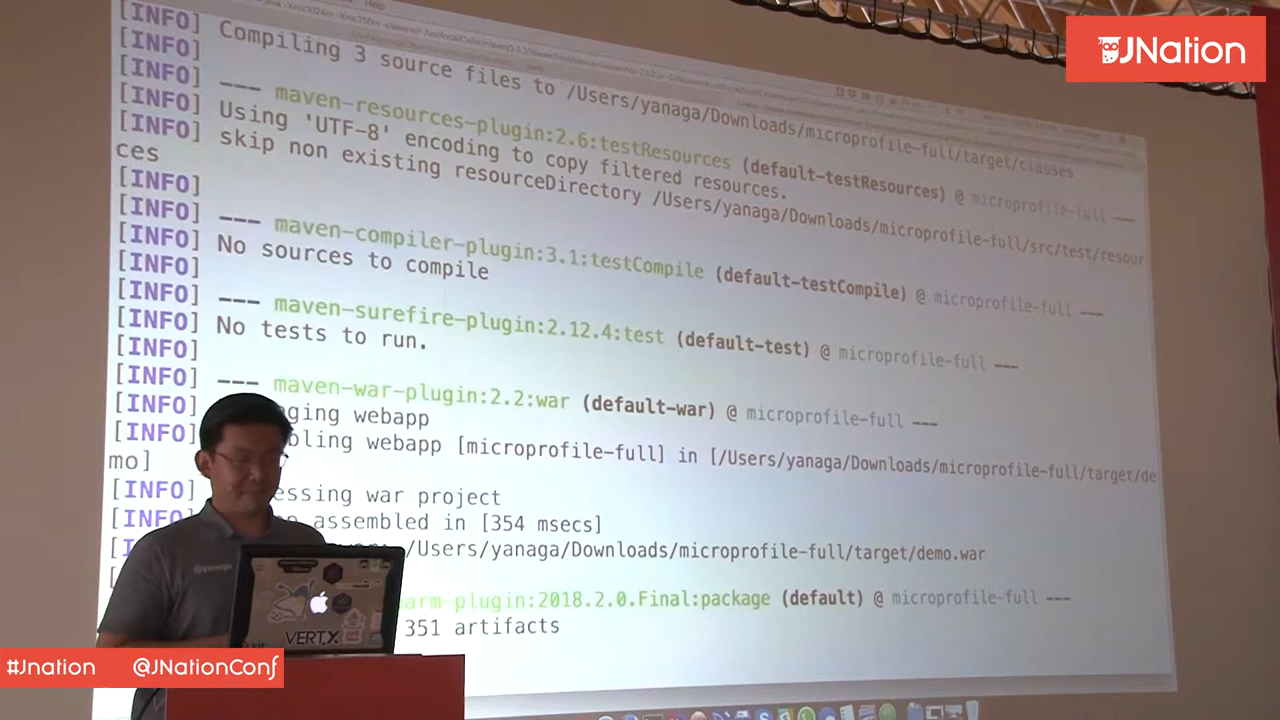 JNation
Help
[INFO] Compiling 3 source files to /Users/yanaga/Downloads/microprofile-full/target/classes
[INFO]
[INFO] --- maven-resources-plugin:2.6:testResources (default-testResources) @ microprofile-full ---
[INFO] Using 'UTF-8' encoding to copy filtered resources.
[INFO] skip non existing resourceDirectory /Users/yanaga/Downloads/microprofile-full/src/test/resour
ces
[INFO]
[INFO] --- maven-compiler-plugin:3.1:testCompile (default-testCompile) @ microprofile-full ---
[INFO] No sources to compile
[INFO]
[INFO] --- maven-surefire-plugin:2.12.4:test (default-test) @ microprofile-full ---
[INFO] No tests to run.
[INFO]
[INFO] --- maven-war-plugin:2.2:war (default-war) @ microprofile-full ---
[INFO] aging webapp
[INFO] bling webapp [microprofile-full] in [/Users/yanaga/Downloads/microprofile-full/target/de
mo]
[INFO] essing war project
[INFO] assembled in [354 msecs]
/Users/yanaga/Downloads/microprofile-full/target/demo.war
arm-plugin:2018.2.0.Final:package (default) @ microprofile-full ---
351 artifacts
@yanaga
VERT.X
#Jnation @JNationConf